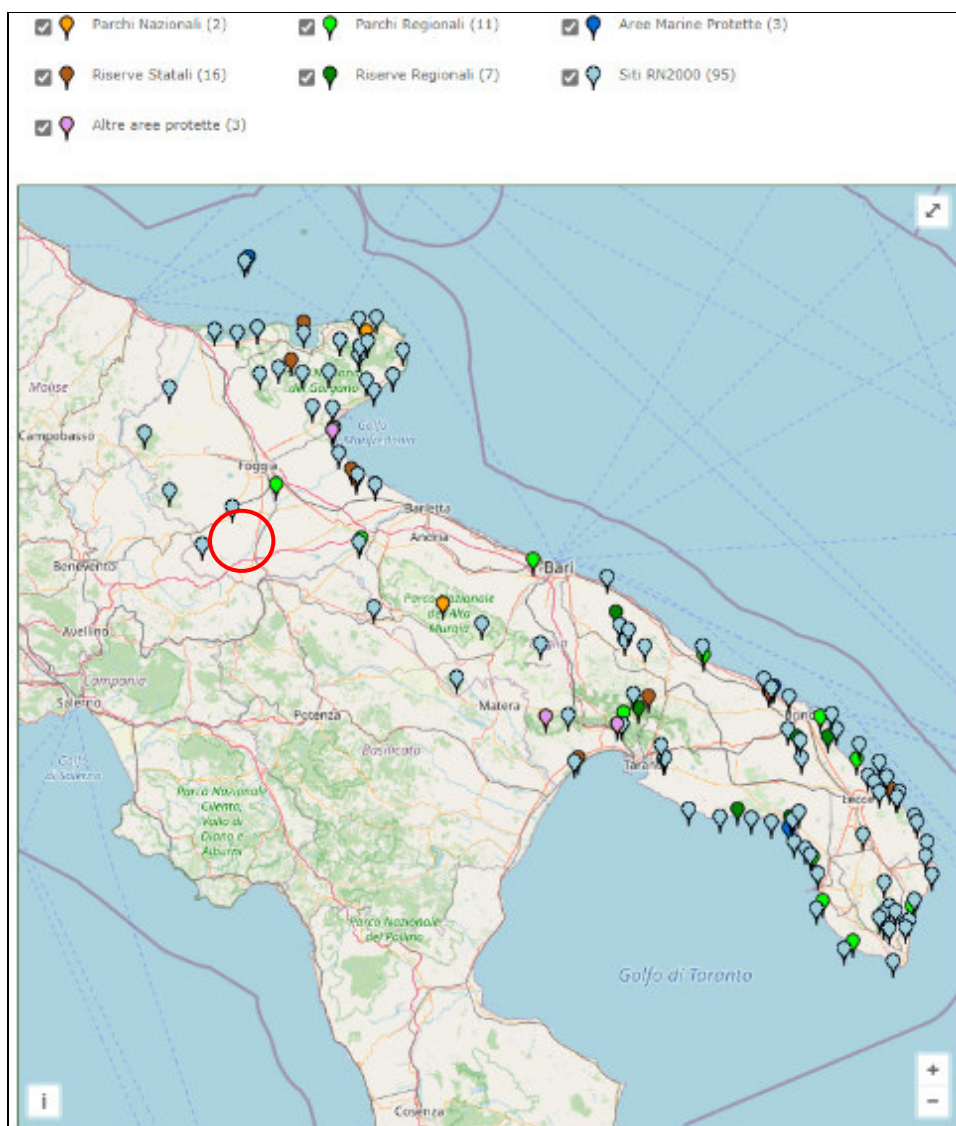 Parchi Nazionali (2) Parchi Regionali (11) Aree Marine Protette (3)
Riserve Statali (16) Riserve Regionali (7) Siti RN2000 (95)
Altre aree protette (3)
Molise
Campobasso
del Gargano
Golfo
Manfredonia
Foggia
Barletta
Andria
Benevento
Bari
Parco Nazionale
dell'Alta
Murgia
Avellino
Campania
Salerno
Potenza
Matera
Basilicata
Golfo
di Salerno
Taranto
Parco Nazionale
Cilento,
Vallo di
Diano e
Alburni
Lecce
Parco Nazionale
del Pollino
Golfo di Taranto
Cosenza
i
+
−